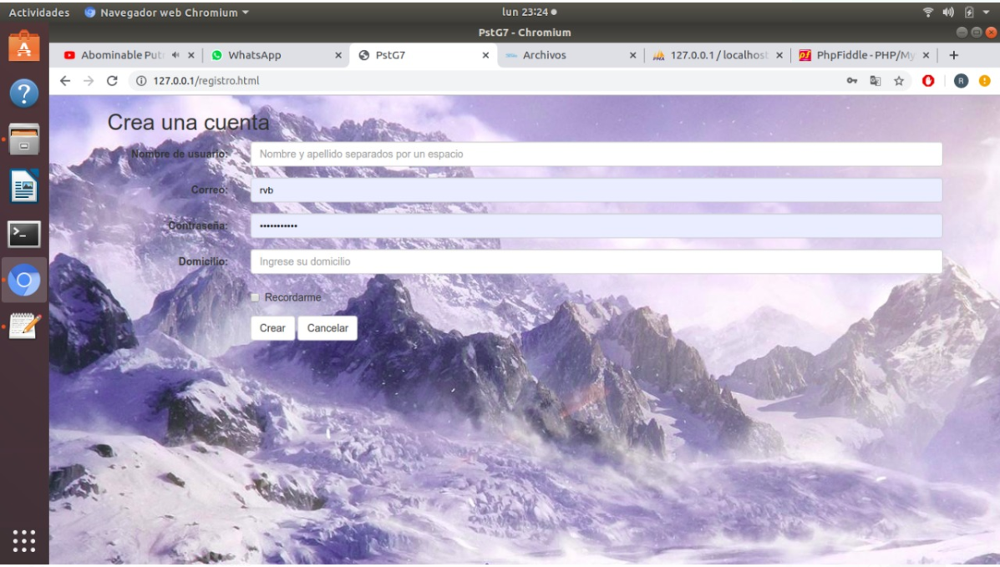 Actividades Navegador web Chromium lun 23:24
PstG7 - Chromium
Abominable Put WhatsApp PstG7 Archivos 127.0.0.1 / localhost PhpFiddle - PHP/My
127.0.0.1/registro.html R
Crea una cuenta
Nombre de usuario: Nombre y apellido separados por un espacio
Correo: rvb
Contraseña: •••••••••••
Domicilio: Ingrese su domicilio
Recordarme
Crear Cancelar